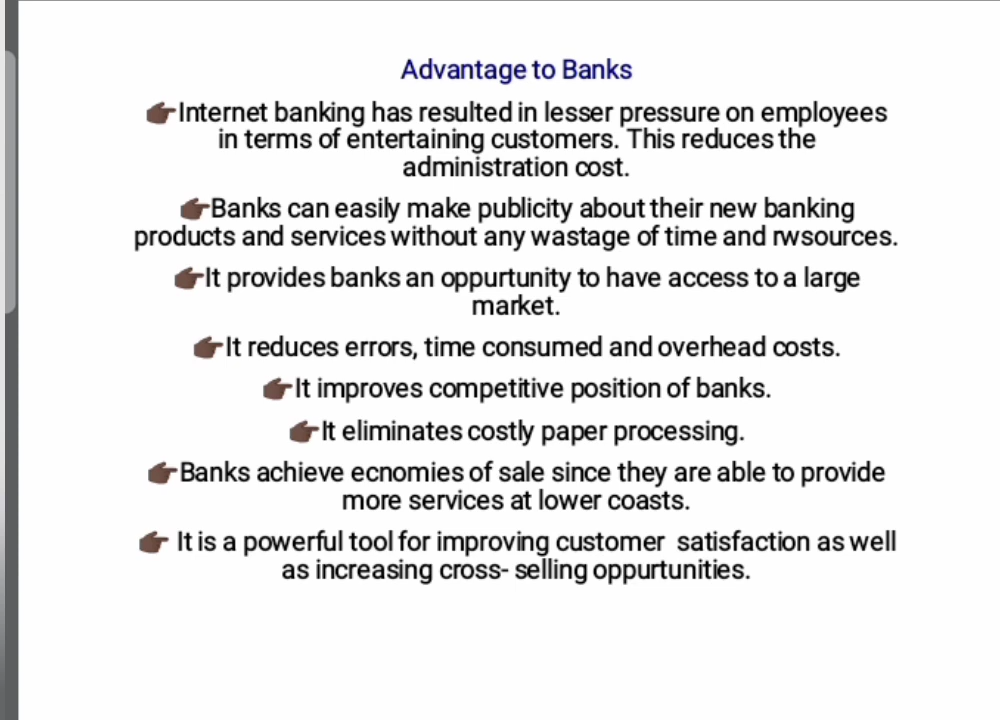 Advantage to Banks
👉🏿Internet banking has resulted in lesser pressure on employees
in terms of entertaining customers. This reduces the
administration cost.
👉🏿Banks can easily make publicity about their new banking
products and services without any wastage of time and rwsources.
👉🏿It provides banks an oppurtunity to have access to a large
market.
👉🏿It reduces errors, time consumed and overhead costs.
👉🏿It improves competitive position of banks.
👉🏿It eliminates costly paper processing.
👉🏿Banks achieve ecnomies of sale since they are able to provide
more services at lower coasts.
👉🏿 It is a powerful tool for improving customer  satisfaction as well
as increasing cross- selling oppurtunities.